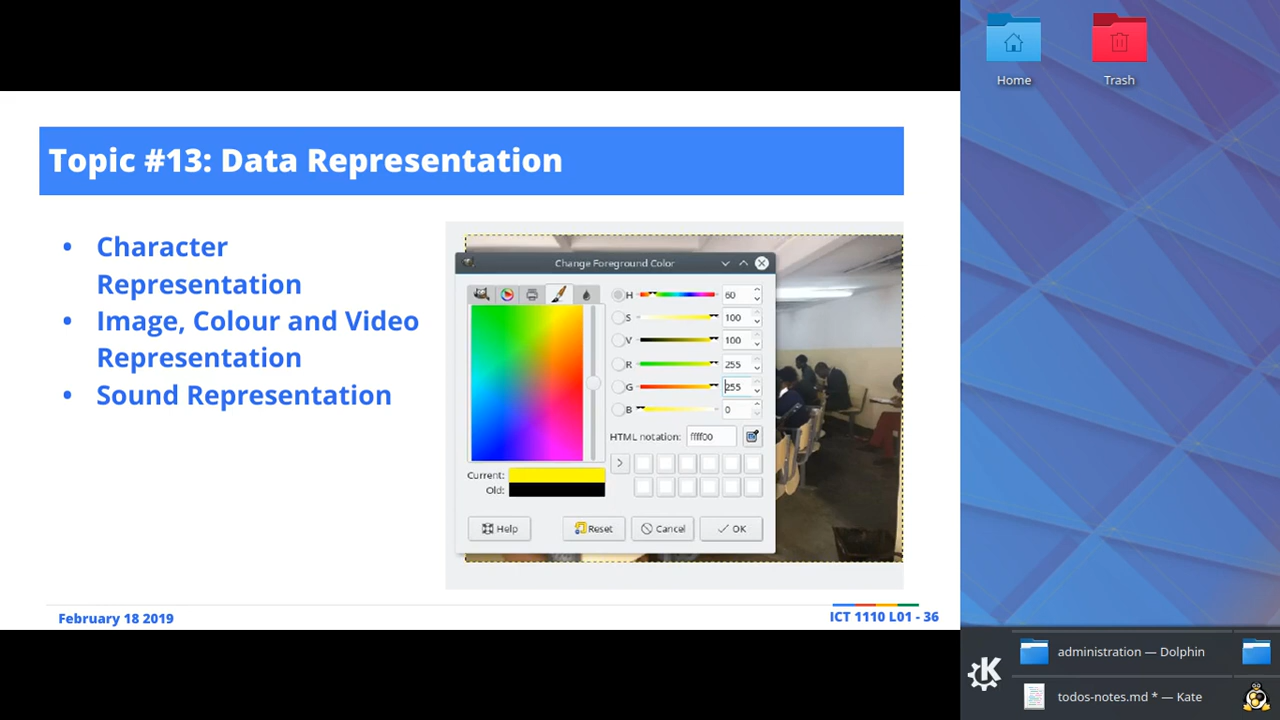 Topic #13: Data Representation
• Character
Representation
• Image, Colour and Video
Representation
• Sound Representation
Change Foreground Color
H 60
S 100
V 100
R 255
G 255
B 0
HTML notation: ffff00
>
Current:
Old:
Help Reset Cancel OK
February 18 2019
ICT 1110 L01 - 36
Home
Trash
administration — Dolphin
todos-notes.md * — Kate